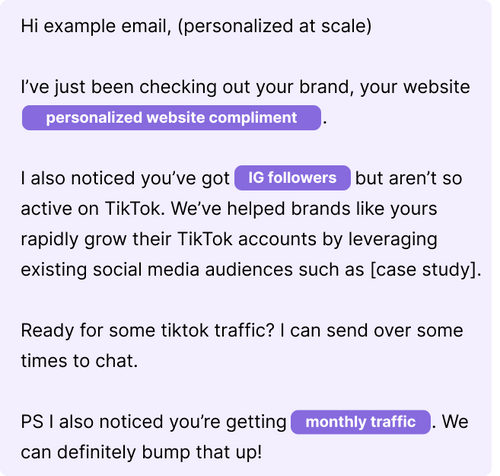 Hi example email, (personalized at scale)
I’ve just been checking out your brand, your website
personalized website compliment .
I also noticed you’ve got IG followers but aren’t so
active on TikTok. We’ve helped brands like yours
rapidly grow their TikTok accounts by leveraging
existing social media audiences such as [case study].
Ready for some tiktok traffic? I can send over some
times to chat.
PS I also noticed you’re getting monthly traffic . We
can definitely bump that up!